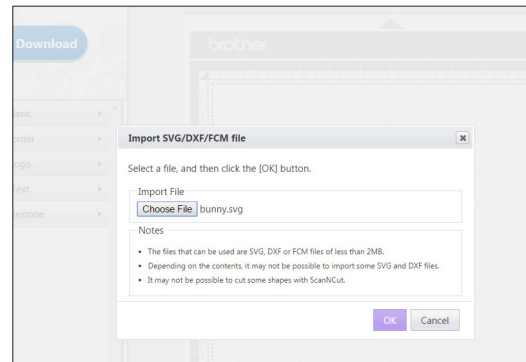 Download
brother
asic
order
ogo
Text
estone
Import SVG/DXF/FCM file
Select a file, and then click the [OK] button.
Import File
Choose File bunny.svg
Notes
• The files that can be used are SVG, DXF or FCM files of less than 2MB.
• Depending on the contents, it may not be possible to import some SVG and DXF files.
• It may not be possible to cut some shapes with ScanNCut.
OK Cancel